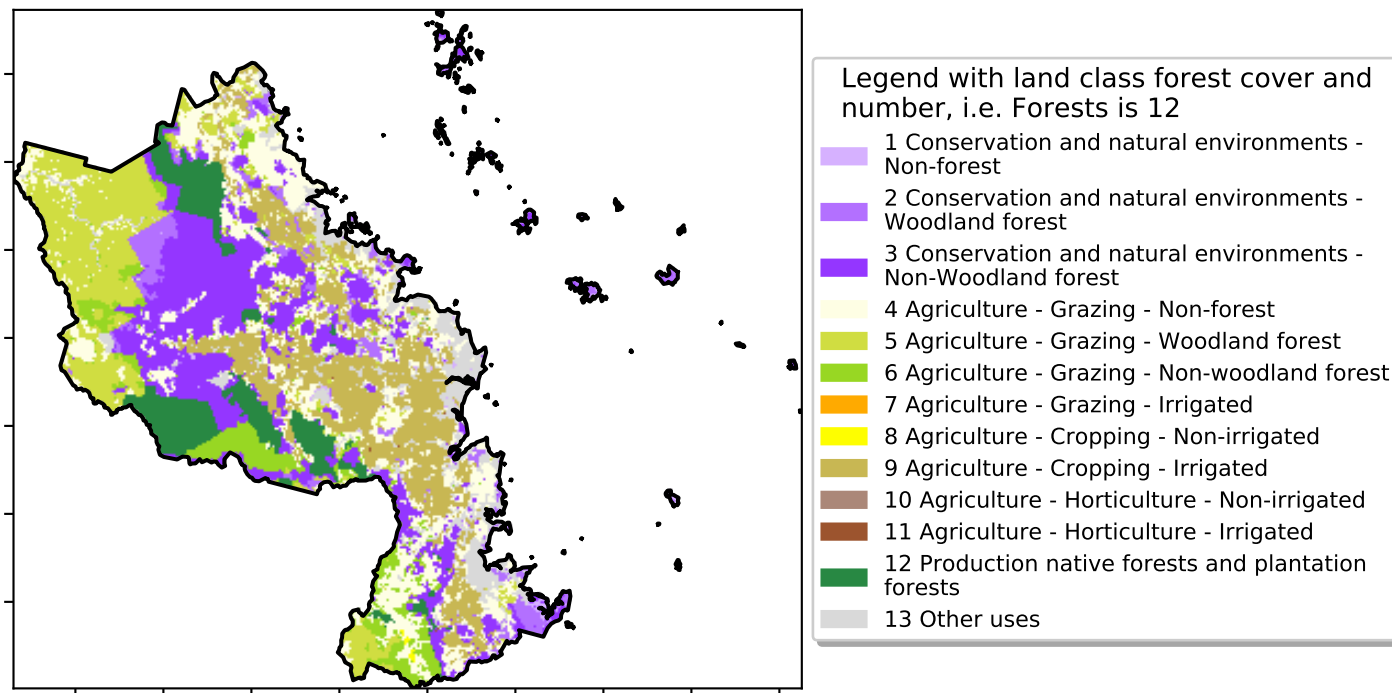 Legend with land class forest cover and
number, i.e. Forests is 12
1 Conservation and natural environments -
Non-forest
2 Conservation and natural environments -
Woodland forest
3 Conservation and natural environments -
Non-Woodland forest
4 Agriculture - Grazing - Non-forest
5 Agriculture - Grazing - Woodland forest
6 Agriculture - Grazing - Non-woodland forest
7 Agriculture - Grazing - Irrigated
8 Agriculture - Cropping - Non-irrigated
9 Agriculture - Cropping - Irrigated
10 Agriculture - Horticulture - Non-irrigated
11 Agriculture - Horticulture - Irrigated
12 Production native forests and plantation
forests
13 Other uses